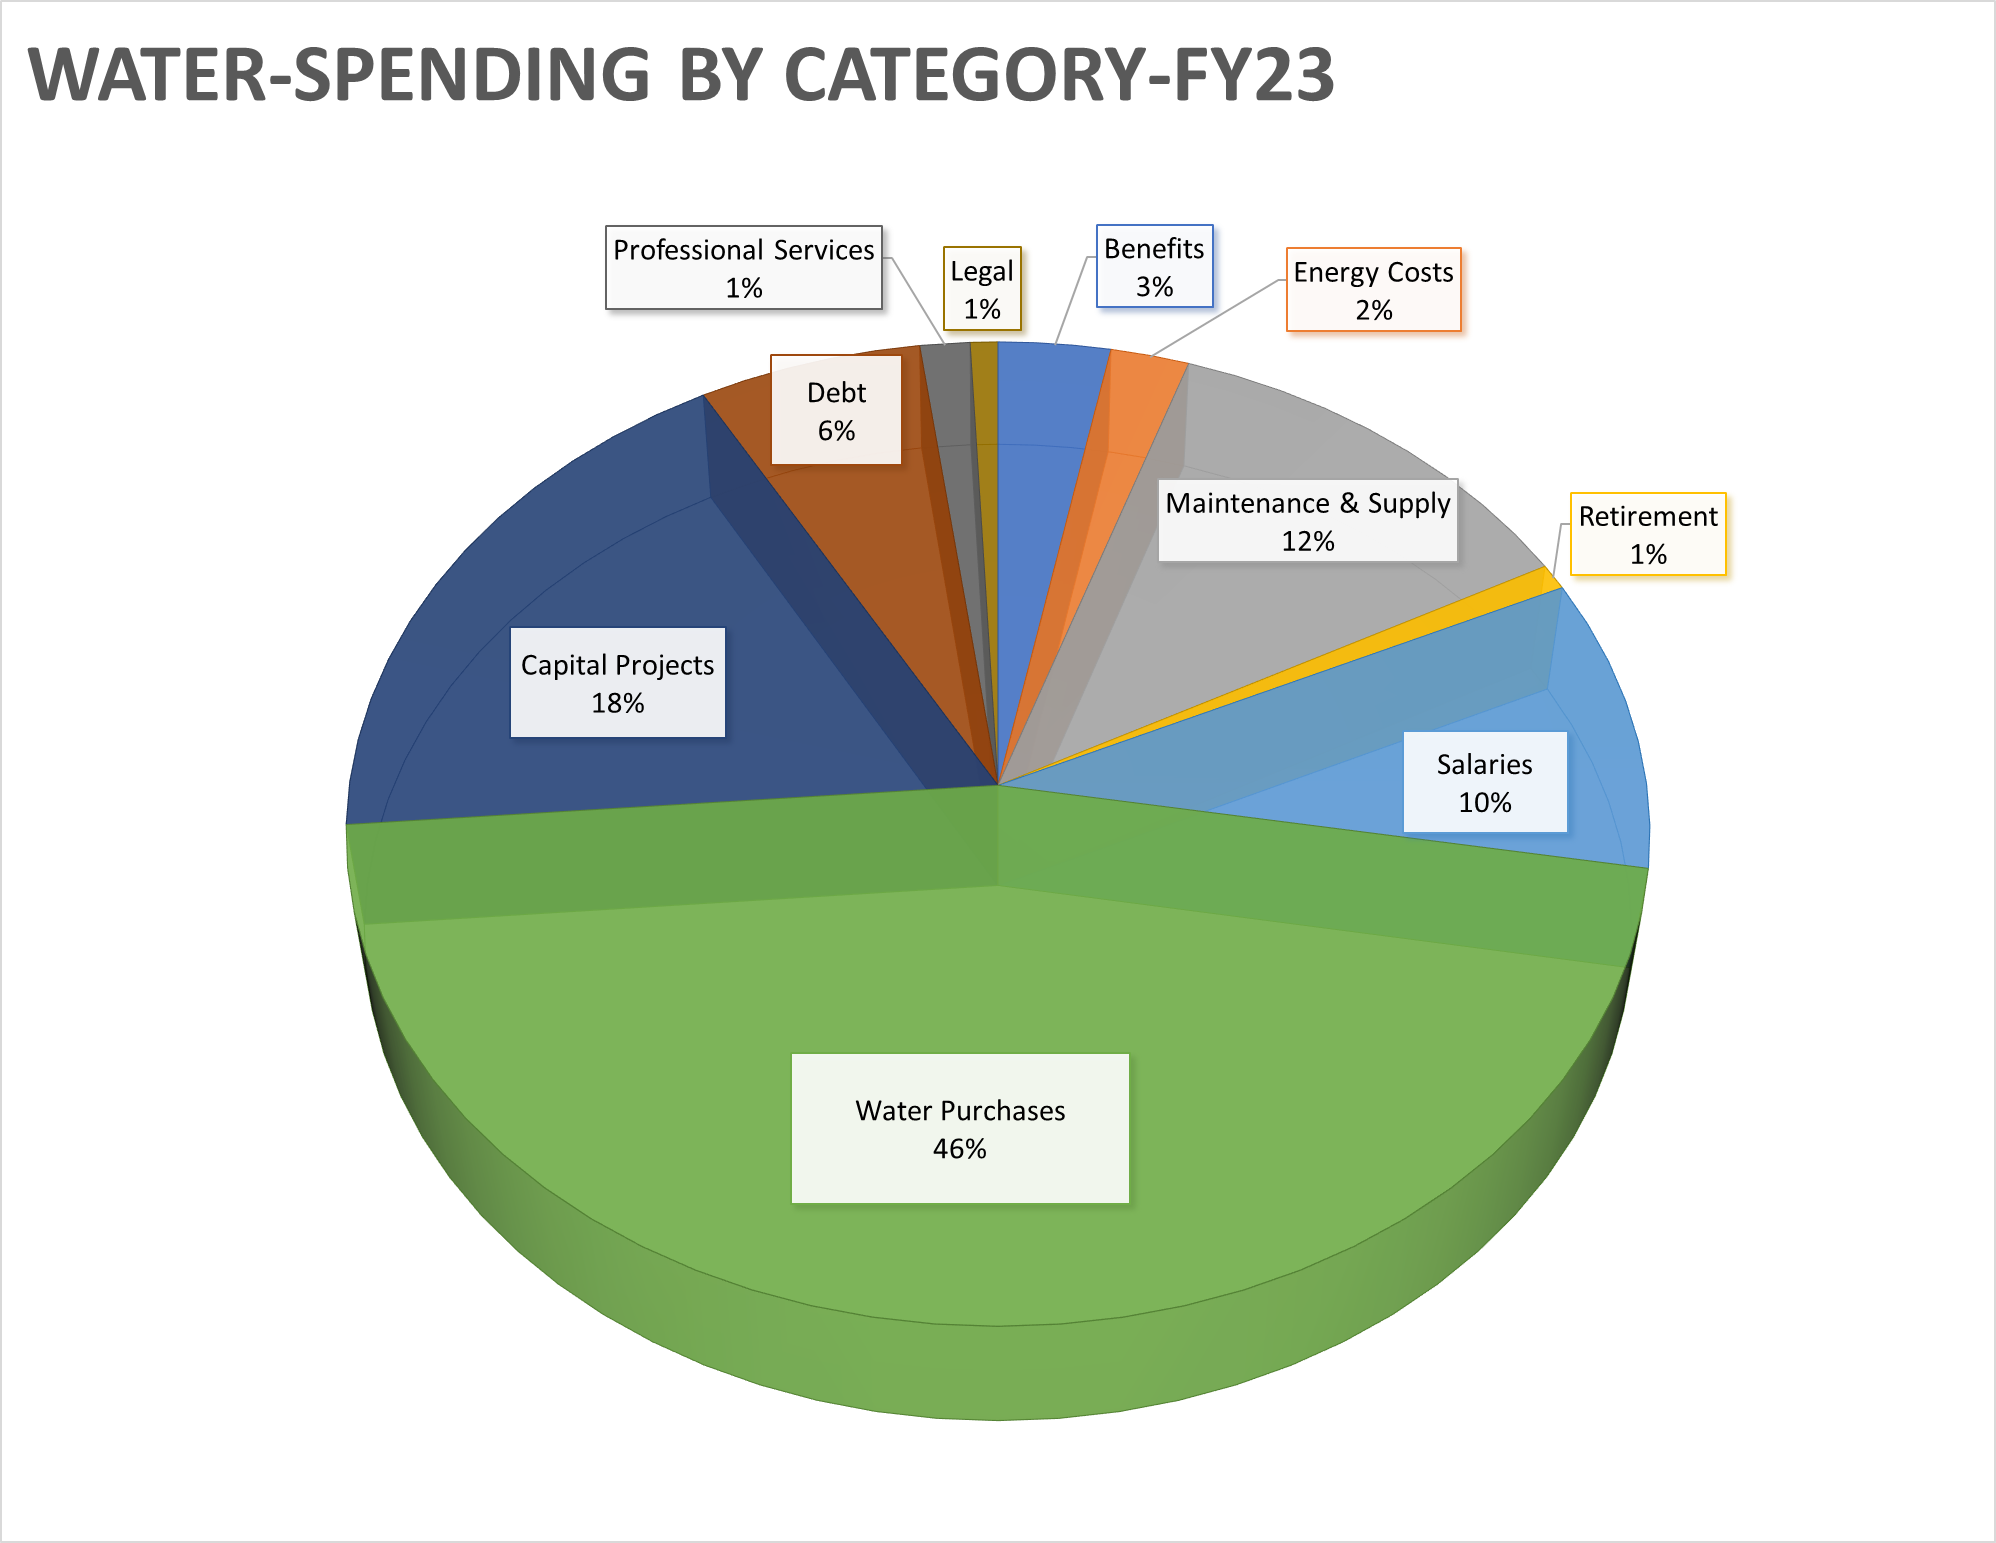 WATER-SPENDING BY CATEGORY-FY23
Professional Services
1%
Legal
1%
Benefits
3%
Energy Costs
2%
Debt
6%
Maintenance & Supply
12%
Retirement
1%
Capital Projects
18%
Salaries
10%
Water Purchases
46%